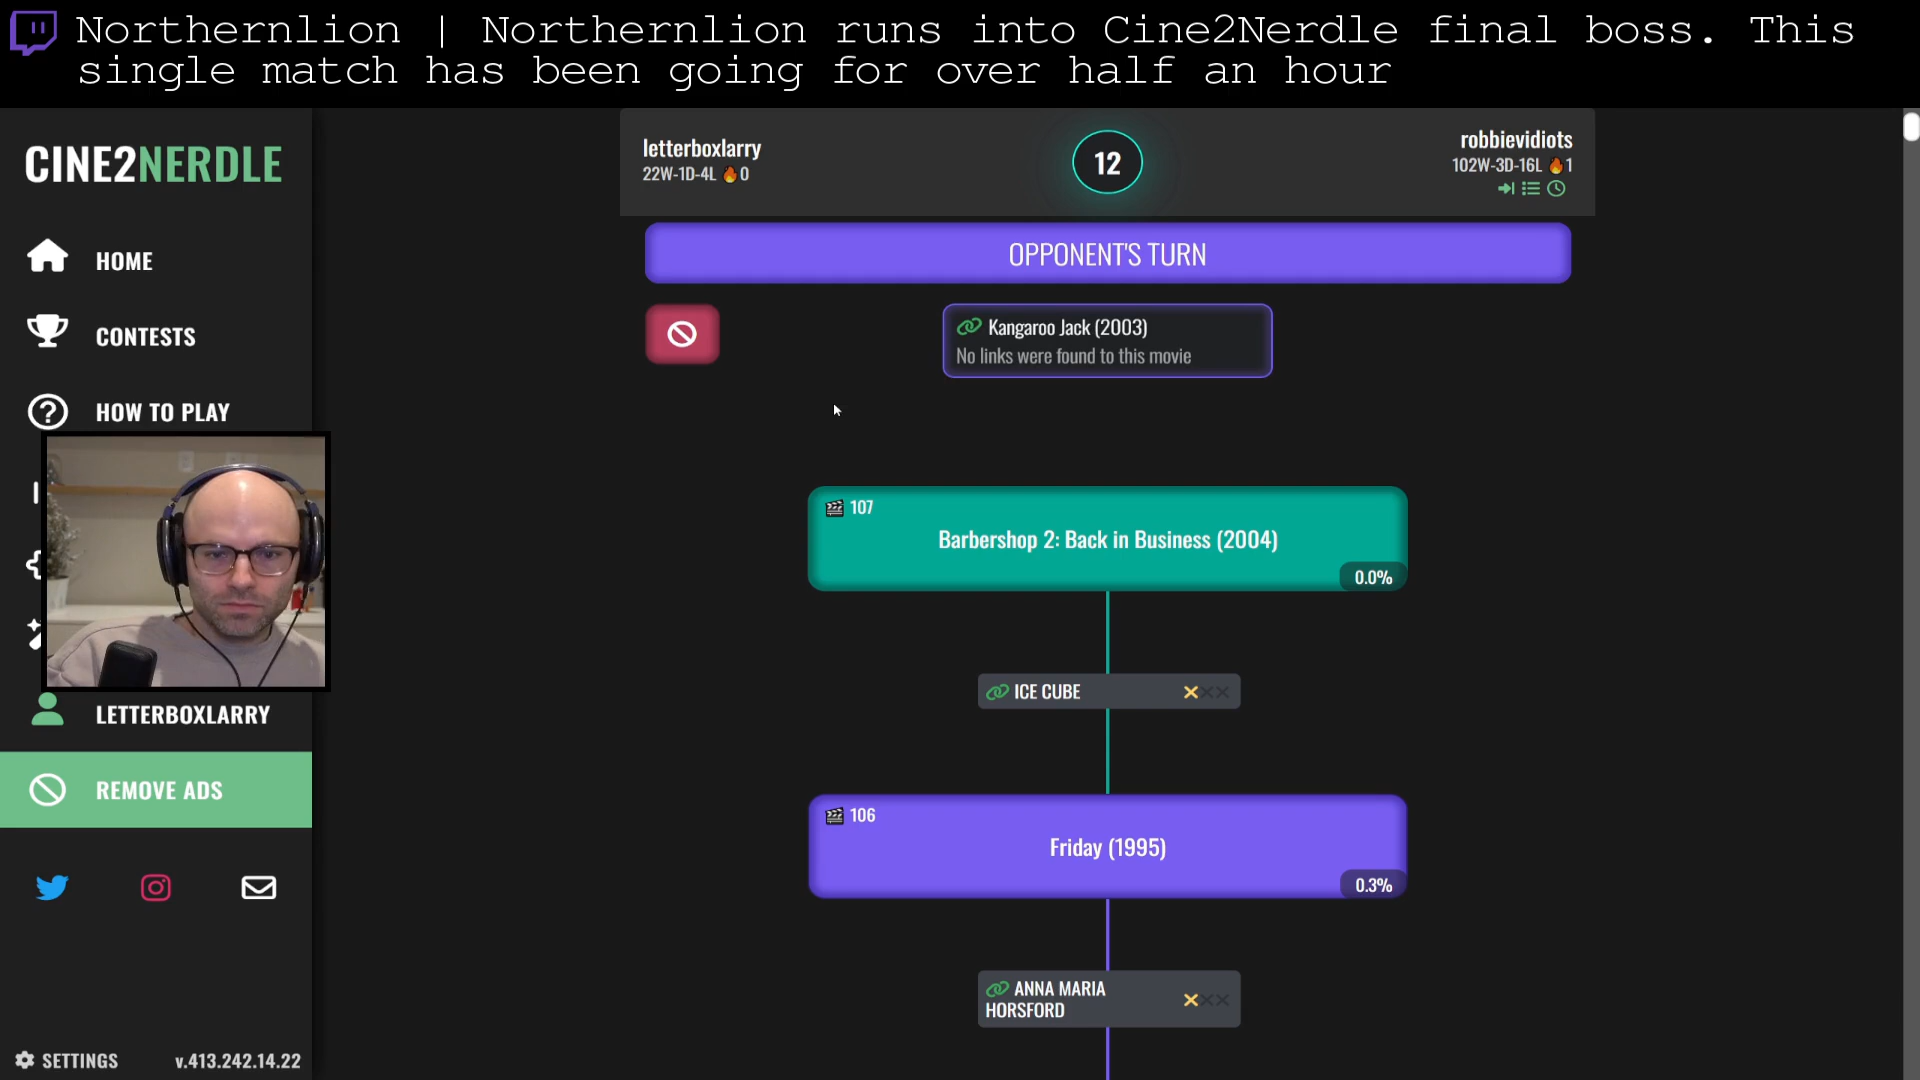 Northernlion | Northernlion runs into Cine2Nerdle final boss. This
single match has been going for over half an hour
CINE2NERDLE
HOME
CONTESTS
HOW TO PLAY
LETTERBOXLARRY
REMOVE ADS
SETTINGS
v.413.242.14.22
letterboxlarry
22W-1D-4L 🔥0
12
robbievidiots
102W-3D-16L 🔥1
OPPONENT'S TURN
Kangaroo Jack (2003)
No links were found to this movie
107
Barbershop 2: Back in Business (2004)
0.0%
ICE CUBE
106
Friday (1995)
0.3%
ANNA MARIA
HORSFORD